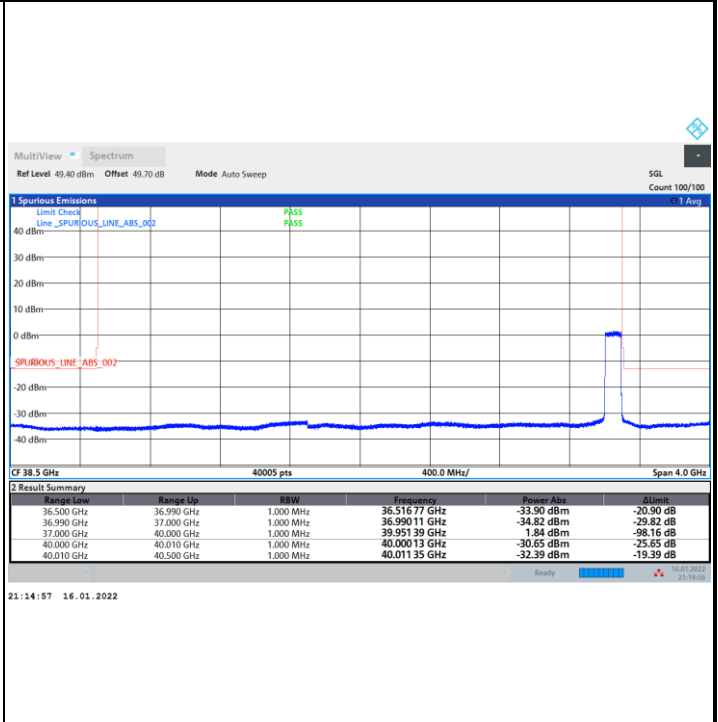 MultiView Spectrum
Ref Level 49.40 dBm Offset 49.70 dB Mode Auto Sweep SGL
Count 100/100
1 Spurious Emissions 1 Avg
Limit Check PASS
Line _SPURIOUS_LINE_ABS_002 PASS
40 dBm
30 dBm
20 dBm
10 dBm
0 dBm
_SPURIOUS_LINE_ABS_002
-20 dBm
-30 dBm
-40 dBm
CF 38.5 GHz 40005 pts 400.0 MHz/ Span 4.0 GHz
2 Result Summary
Range Low Range Up RBW Frequency Power Abs ΔLimit
36.500 GHz 36.990 GHz 1.000 MHz 36.516 77 GHz -33.90 dBm -20.90 dB
36.990 GHz 37.000 GHz 1.000 MHz 36.990 11 GHz -34.82 dBm -29.82 dB
37.000 GHz 40.000 GHz 1.000 MHz 39.951 39 GHz 1.84 dBm -98.16 dB
40.000 GHz 40.010 GHz 1.000 MHz 40.000 13 GHz -30.65 dBm -25.65 dB
40.010 GHz 40.500 GHz 1.000 MHz 40.011 35 GHz -32.39 dBm -19.39 dB
Ready 16.01.2022
21:14:56
21:14:57 16.01.2022